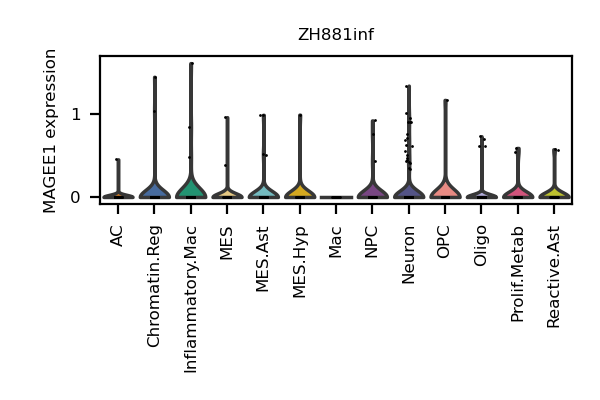 ZH881inf
MAGEE1 expression
1
0
AC
Chromatin.Reg
Inflammatory.Mac
MES
MES.Ast
MES.Hyp
Mac
NPC
Neuron
OPC
Oligo
Prolif.Metab
Reactive.Ast